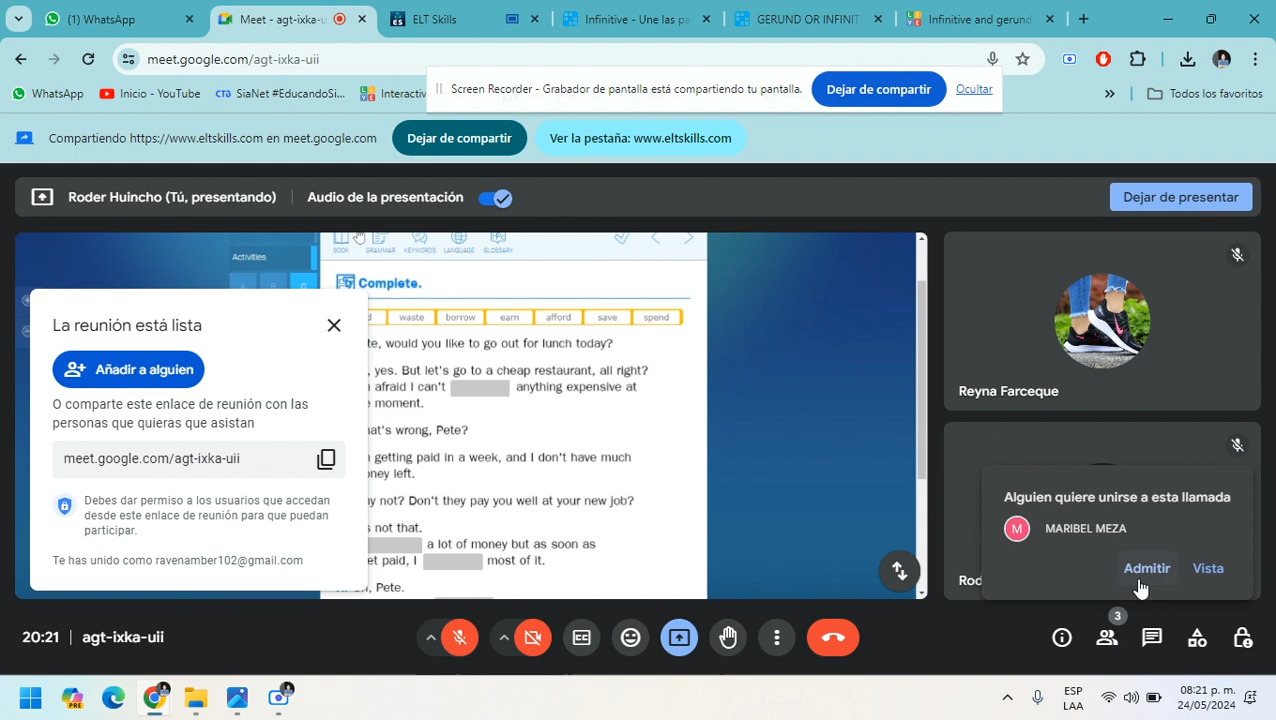 (1) WhatsApp
Meet - agt-ixka-u
ELT Skills
Infinitive - Une las pa
GERUND OR INFINIT
Infinitive and gerund
meet.google.com/agt-ixka-uii
WhatsApp
Inicio - YouTube
SiaNet #EducandoSi...
Interactiv
Screen Recorder - Grabador de pantalla está compartiendo tu pantalla.
Dejar de compartir
Ocultar
Todos los favoritos
Compartiendo https://www.eltskills.com en meet.google.com
Dejar de compartir
Ver la pestaña: www.eltskills.com
Roder Huincho (Tú, presentando)
Audio de la presentación
Dejar de presentar
BOOK GRAMMAR KEYWORDS LANGUAGE GLOSSARY
Activities
Complete.
d waste borrow earn afford save spend
te, would you like to go out for lunch today?
, yes. But let's go to a cheap restaurant, all right?
afraid I can't anything expensive at
e moment.
at's wrong, Pete?
getting paid in a week, and I don't have much
ney left.
y not? Don't they pay you well at your new job?
s not that.
a lot of money but as soon as
et paid, I most of it.
, Pete.
La reunión está lista
Añadir a alguien
O comparte este enlace de reunión con las
personas que quieras que asistan
meet.google.com/agt-ixka-uii
Debes dar permiso a los usuarios que accedan
desde este enlace de reunión para que puedan
participar.
Te has unido como ravenamber102@gmail.com
Reyna Farceque
Alguien quiere unirse a esta llamada
M MARIBEL MEZA
Admitir Vista
Rod
20:21 | agt-ixka-uii
3
PRE
ESP
LAA
08:21 p. m.
24/05/2024